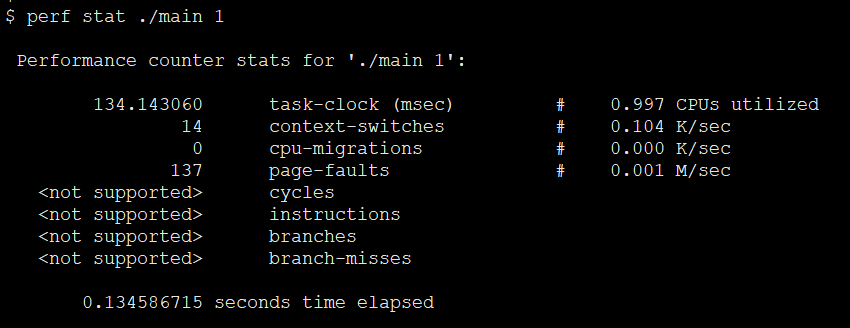 $ perf stat ./main 1
Performance counter stats for './main 1':
134.143060 task-clock (msec) # 0.997 CPUs utilized
14 context-switches # 0.104 K/sec
0 cpu-migrations # 0.000 K/sec
137 page-faults # 0.001 M/sec
<not supported> cycles
<not supported> instructions
<not supported> branches
<not supported> branch-misses
0.134586715 seconds time elapsed